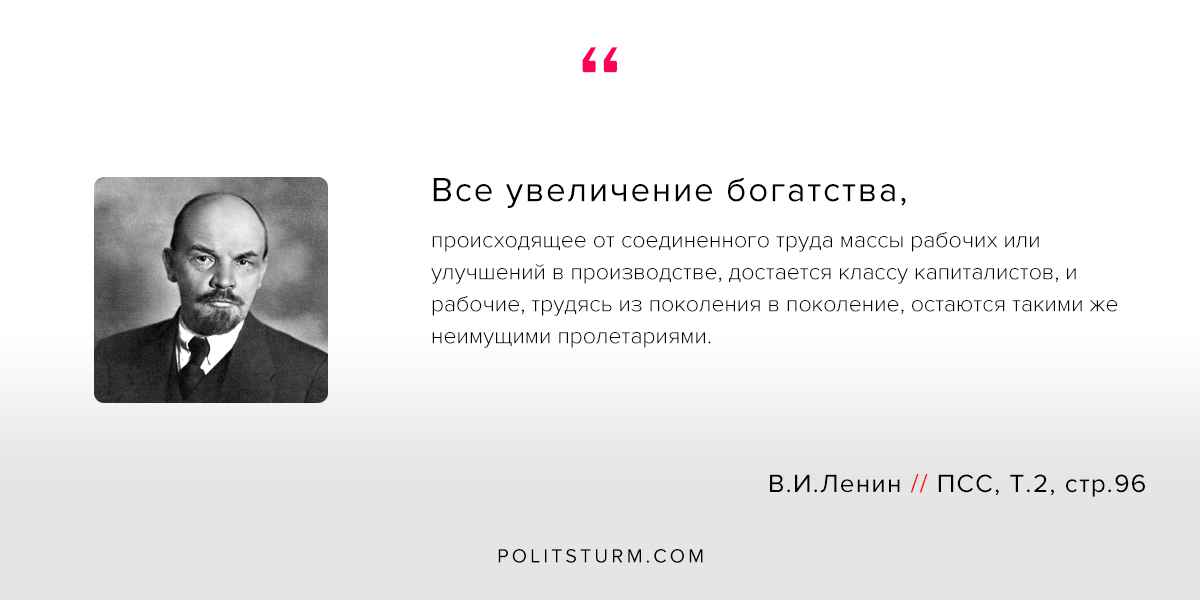 “
Все увеличение богатства,
происходящее от соединенного труда массы рабочих или
улучшений в производстве, достается классу капиталистов, и
рабочие, трудясь из поколения в поколение, остаются такими же
неимущими пролетариями.
В.И.Ленин // ПСС, Т.2, стр.96
POLITSTURM.COM